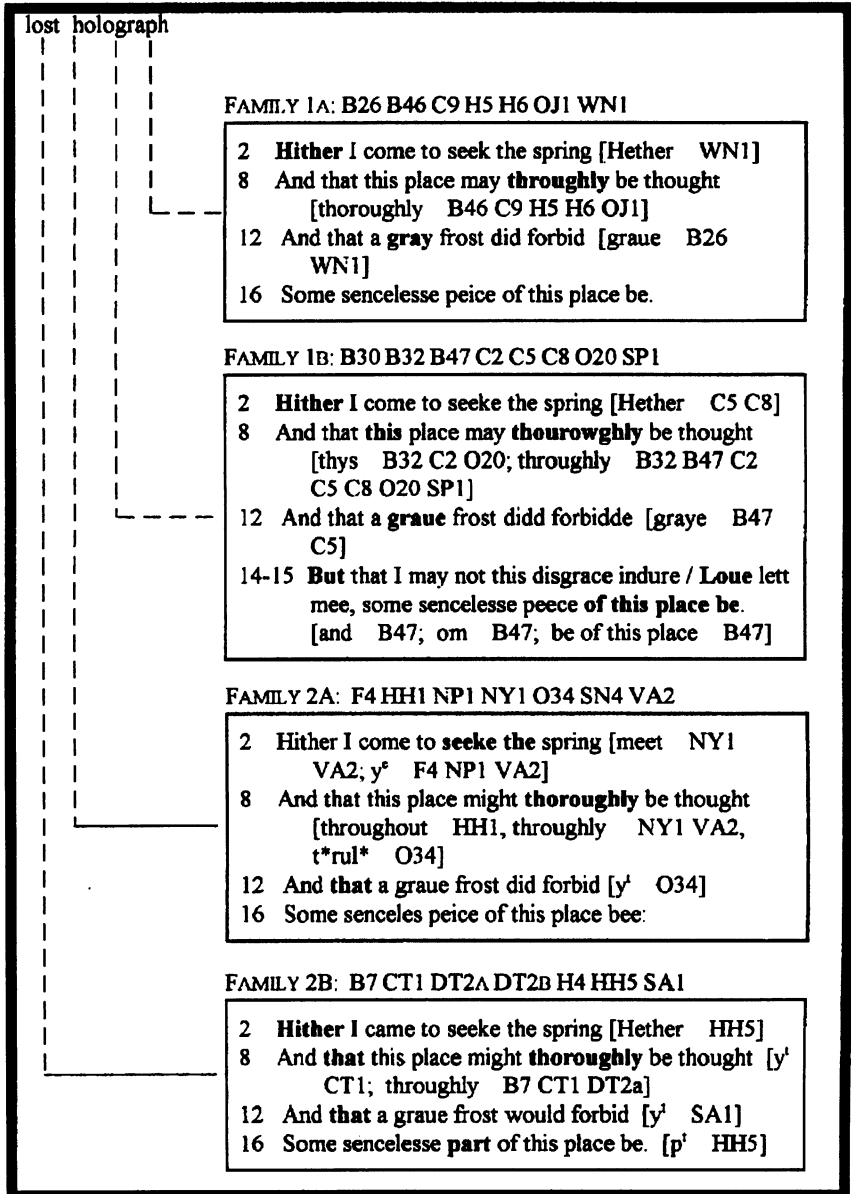 lost holograph
FAMILY 1A: B26 B46 C9 H5 H6 OJ1 WN1
2 Hither I come to seek the spring [Hether WN1]
8 And that this place may throughly be thought
[thoroughly B46 C9 H5 H6 OJ1]
12 And that a gray frost did forbid [graue B26
WN1]
16 Some sencelesse peice of this place be.
FAMILY 1B: B30 B32 B47 C2 C5 C8 O20 SP1
2 Hither I come to seeke the spring [Hether C5 C8]
8 And that this place may thourowghly be thought
[thys B32 C2 O20; throughly B32 B47 C2
C5 C8 O20 SP1]
12 And that a graue frost didd forbidde [graye B47
C5]
14-15 But that I may not this disgrace indure / Loue lett
mee, some sencelesse peece of this place be.
[and B47; om B47; be of this place B47]
FAMILY 2A: F4 HH1 NP1 NY1 O34 SN4 VA2
2 Hither I come to seeke the spring [meet NY1
VA2; yᵉ F4 NP1 VA2]
8 And that this place might thoroughly be thought
[throughout HH1, throughly NY1 VA2,
t*rul* O34]
12 And that a graue frost did forbid [yᵗ O34]
16 Some senceles peice of this place bee:
FAMILY 2B: B7 CT1 DT2A DT2B H4 HH5 SA1
2 Hither I came to seeke the spring [Hether HH5]
8 And that this place might thoroughly be thought [yᵗ
CT1; throughly B7 CT1 DT2a]
12 And that a graue frost would forbid [yᵗ SA1]
16 Some sencelesse part of this place be. [pᵗ HH5]